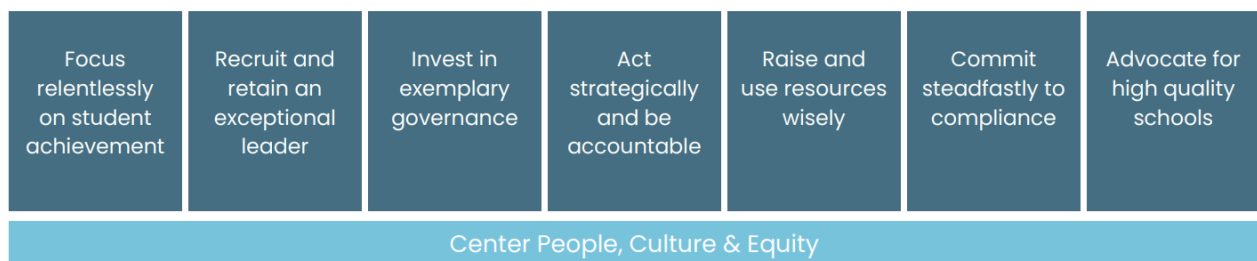 Focus
relentlessly
on student
achievement
Recruit and
retain an
exceptional
leader
Invest in
exemplary
governance
Act
strategically
and be
accountable
Raise and
use resources
wisely
Commit
steadfastly to
compliance
Advocate for
high quality
schools
Center People, Culture & Equity